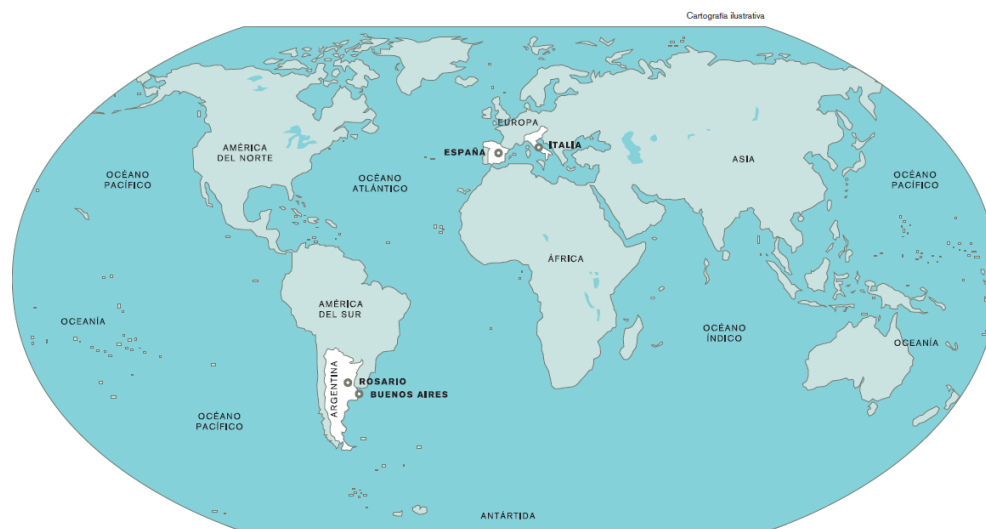 Cartografía ilustrativa
EUROPA
ESPAÑA
ITALIA
AMÉRICA
DEL NORTE
ASIA
OCÉANO
PACÍFICO
OCÉANO
ATLÁNTICO
OCÉANO
PACÍFICO
ÁFRICA
AMÉRICA
DEL SUR
OCEANÍA
OCÉANO
ÍNDICO
OCEANÍA
ARGENTINA
ROSARIO
BUENOS AIRES
OCÉANO
PACÍFICO
ANTÁRTIDA